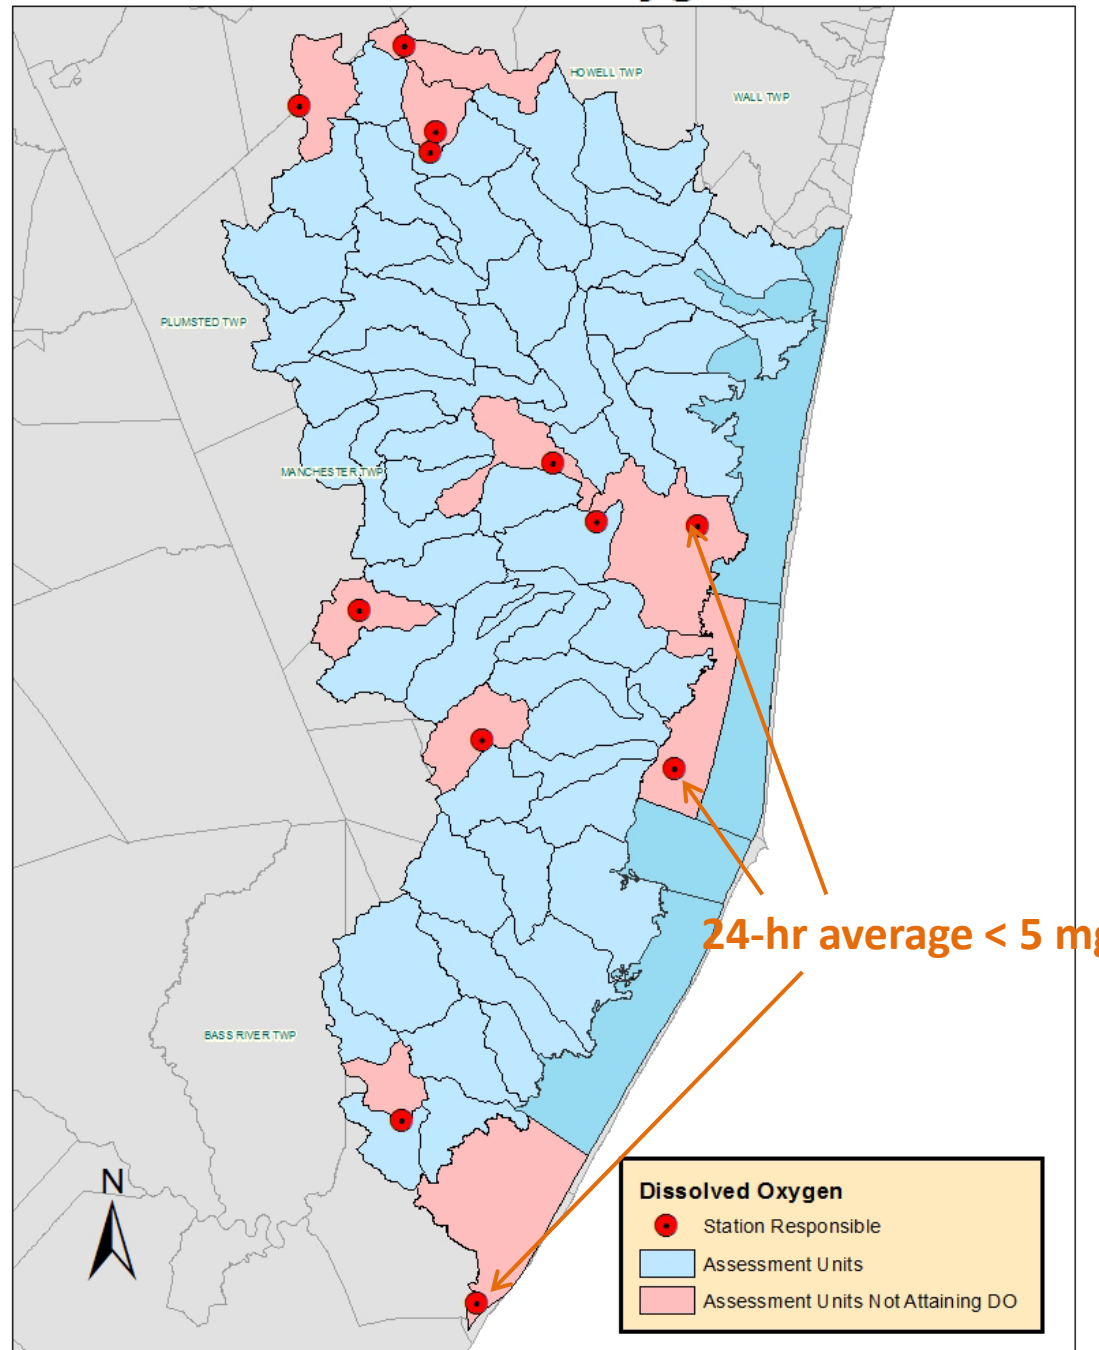 HOWELL TWP
WALL TWP
PLUMSTED TWP
MANCHESTER TWP
24-hr average < 5 mg
BASS RIVER TWP
N
Dissolved Oxygen
Station Responsible
Assessment Units
Assessment Units Not Attaining DO